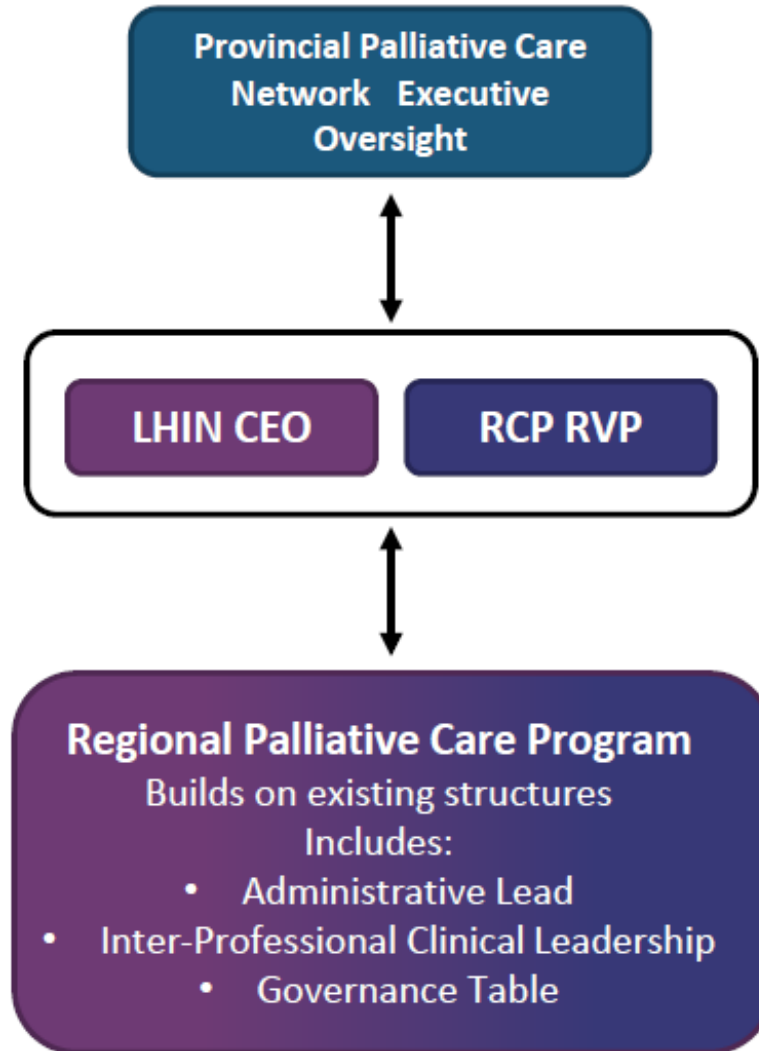 Provincial Palliative Care
Network Executive
Oversight
LHIN CEO
RCP RVP
Regional Palliative Care Program
Builds on existing structures
Includes:
• Administrative Lead
• Inter-Professional Clinical Leadership
• Governance Table